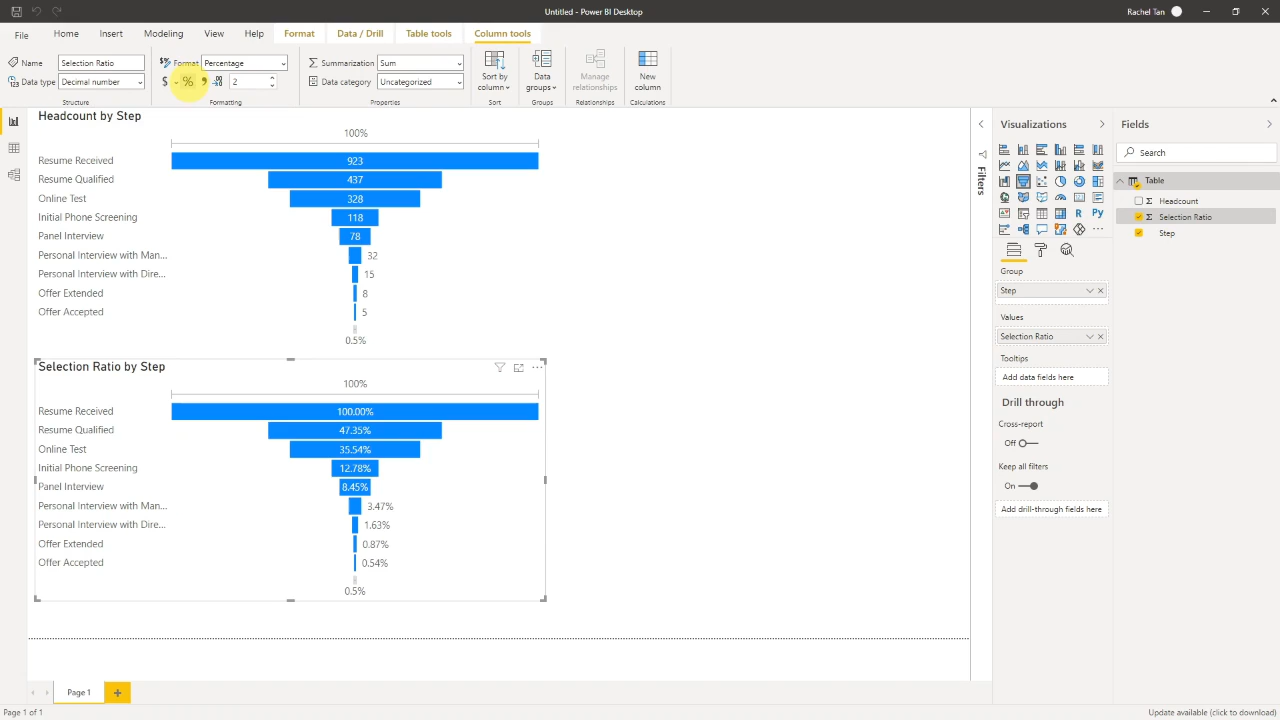 Untitled - Power BI Desktop
Rachel Tan
File
Home
Insert
Modeling
View
Help
Format
Data / Drill
Table tools
Column tools
Name
Selection Ratio
Data type
Decimal number
Structure
Format
Percentage
$
%
2
Formatting
Summarization
Sum
Data category
Uncategorized
Properties
Sort by
column
Sort
Data
groups
Groups
Manage
relationships
Relationships
New
column
Calculations
Headcount by Step
100%
Resume Received 923
Resume Qualified 437
Online Test 328
Initial Phone Screening 118
Panel Interview 78
Personal Interview with Man... 32
Personal Interview with Dire... 15
Offer Extended 8
Offer Accepted 5
0.5%
Selection Ratio by Step
100%
Resume Received 100.00%
Resume Qualified 47.35%
Online Test 35.54%
Initial Phone Screening 12.78%
Panel Interview 8.45%
Personal Interview with Man... 3.47%
Personal Interview with Dire... 1.63%
Offer Extended 0.87%
Offer Accepted 0.54%
0.5%
Filters
Visualizations
R
Py
Group
Step
Values
Selection Ratio
Tooltips
Add data fields here
Drill through
Cross-report
Off
Keep all filters
On
Add drill-through fields here
Fields
Search
Table
Σ Headcount
Σ Selection Ratio
Step
Page 1
Page 1 of 1
Update available (click to download)